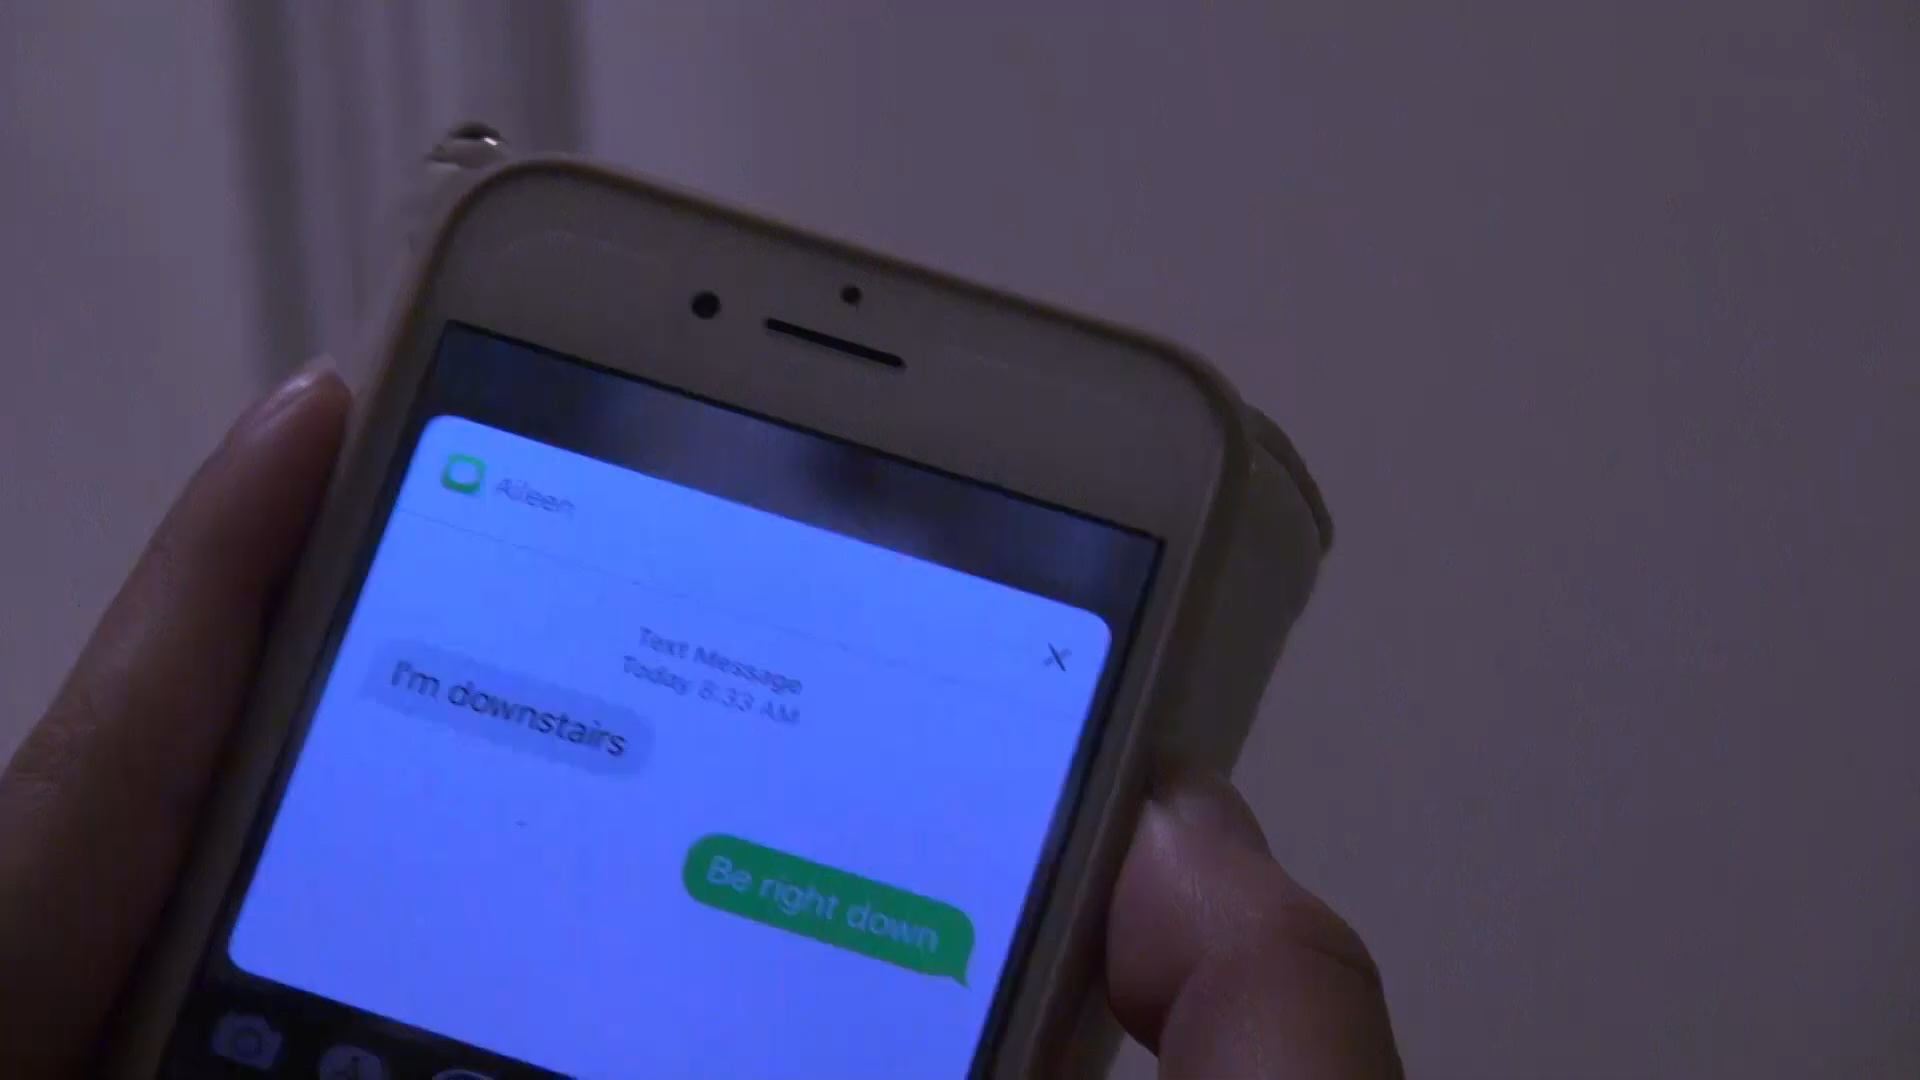 Aileen
Text Message
Today 8:33 AM
I'm downstairs
Be right down